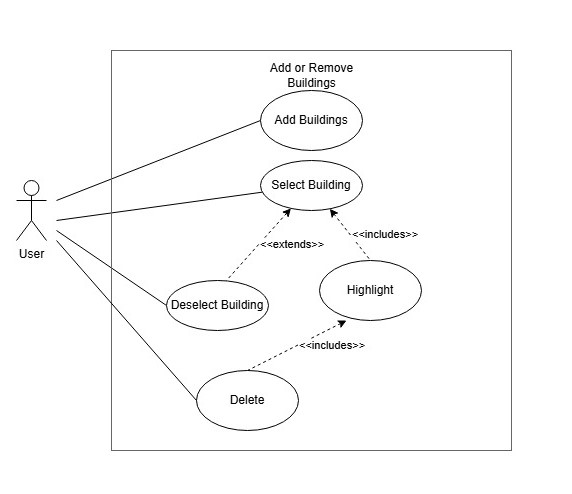 Add or Remove
Buildings
Add Buildings
Select Building
<<includes>>
<<extends>>
User
Highlight
Deselect Building
<<includes>>
Delete